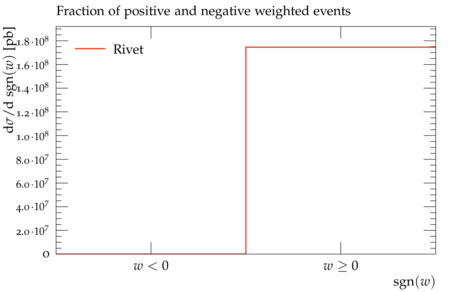 Fraction of positive and negative weighted events
dσ/d sgn(w) [pb]
Rivet
1.8·10⁸
1.6·10⁸
1.4·10⁸
1.2·10⁸
1.0·10⁸
8.0·10⁷
6.0·10⁷
4.0·10⁷
2.0·10⁷
0
w < 0 w ≥ 0
sgn(w)